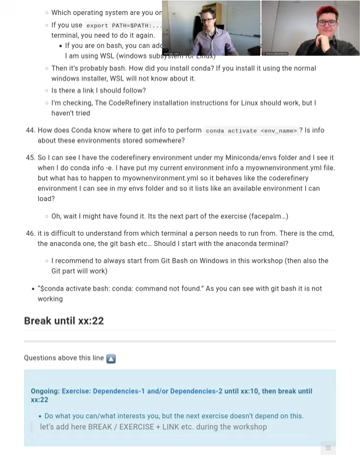 Which operating system are you on
If you use export PATH=$PATH:...
terminal, you need to do it again.
If you are on bash, you can add
I am using WSL (windows subsystem for Linux)
Then it's probably bash. How did you install conda? If you install it using the normal
windows installer, WSL will not know about it.
Is there a link I should follow?
I'm checking, The CodeRefinery installation instructions for Linux should work, but I
haven't tried
44. How does Conda know where to get info to perform conda activate <env_name> ? Is info
about these environments stored somewhere?
45. So I can see I have the coderefinery environment under my Miniconda/envs folder and I see it
when I do conda info -e. I have put my current environment info a myownenvironment.yml file.
but what has to happen to myownenvironment.yml so it behaves like the coderefinery
environment I can see in my envs folder and so it lists like an available environment I can
load?
Oh, wait I might have found it. Its the next part of the exercise (facepalm...)
46. it is difficult to understand from which terminal a person needs to run from. There is the cmd,
the anaconda one, the git bash etc... Should I start with the anaconda terminal?
I recommend to always start from Git Bash on Windows in this workshop (then also the
Git part will work)
"$conda activate bash: conda: command not found." As you can see with git bash it is not
working
Break until xx:22
Questions above this line
Ongoing: Exercise: Dependencies-1 and/or Dependencies-2 until xx:10, then break until
xx:22
Do what you can/what interests you, but the next exercise doesn't depend on this.
let's add here BREAK / EXERCISE + LINK etc. during the workshop